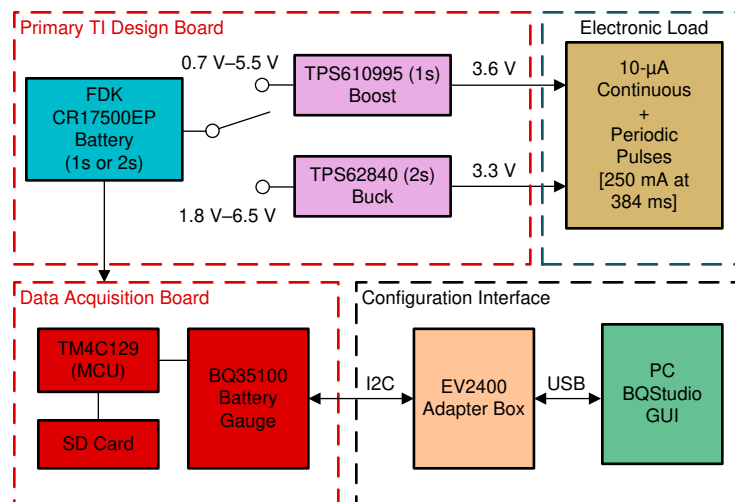 Primary TI Design Board
Electronic Load
0.7 V–5.5 V
TPS610995 (1s)
Boost
3.6 V
FDK
CR17500EP
Battery
(1s or 2s)
10-µA
Continuous
+
Periodic
Pulses
[250 mA at
384 ms]
TPS62840 (2s)
Buck
3.3 V
1.8 V–6.5 V
Data Acquisition Board
Configuration Interface
TM4C129
(MCU)
SD Card
BQ35100
Battery
Gauge
I2C
EV2400
Adapter Box
USB
PC
BQStudio
GUI